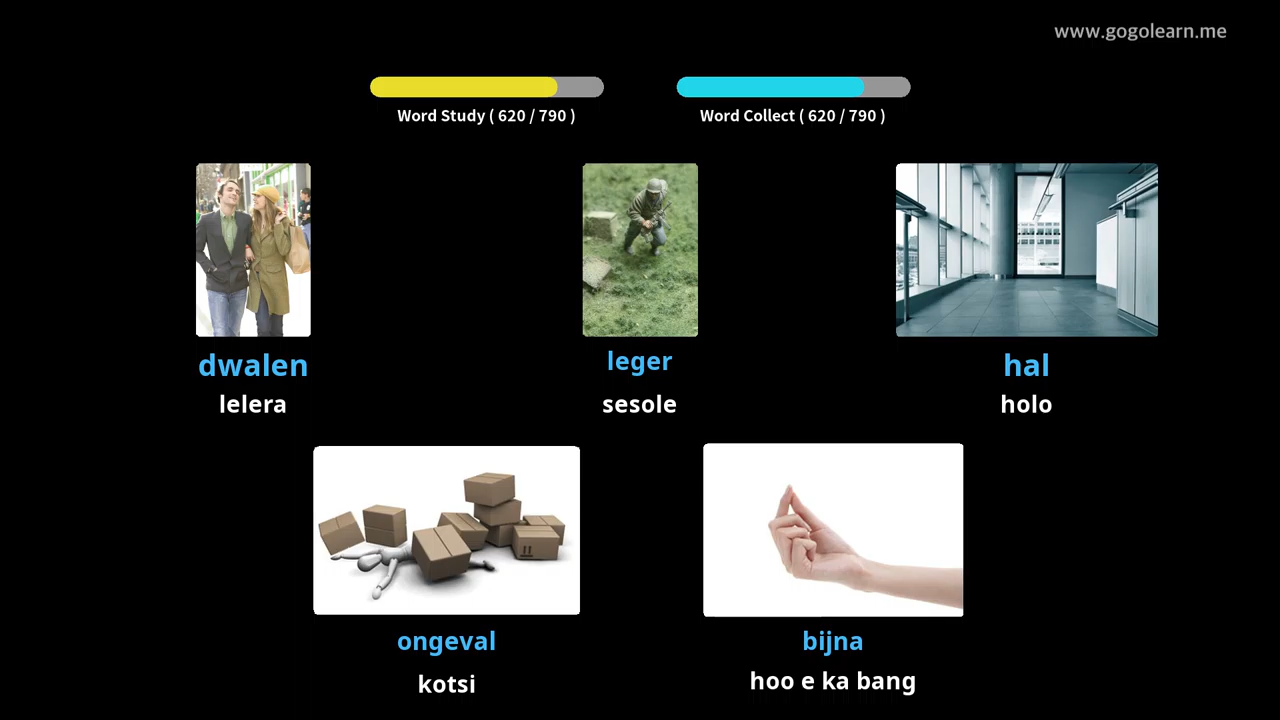 www.gogolearn.me
Word Study ( 620 / 790 )
Word Collect ( 620 / 790 )
dwalen
leger
hal
lelera
sesole
holo
ongeval
bijna
kotsi
hoo e ka bang